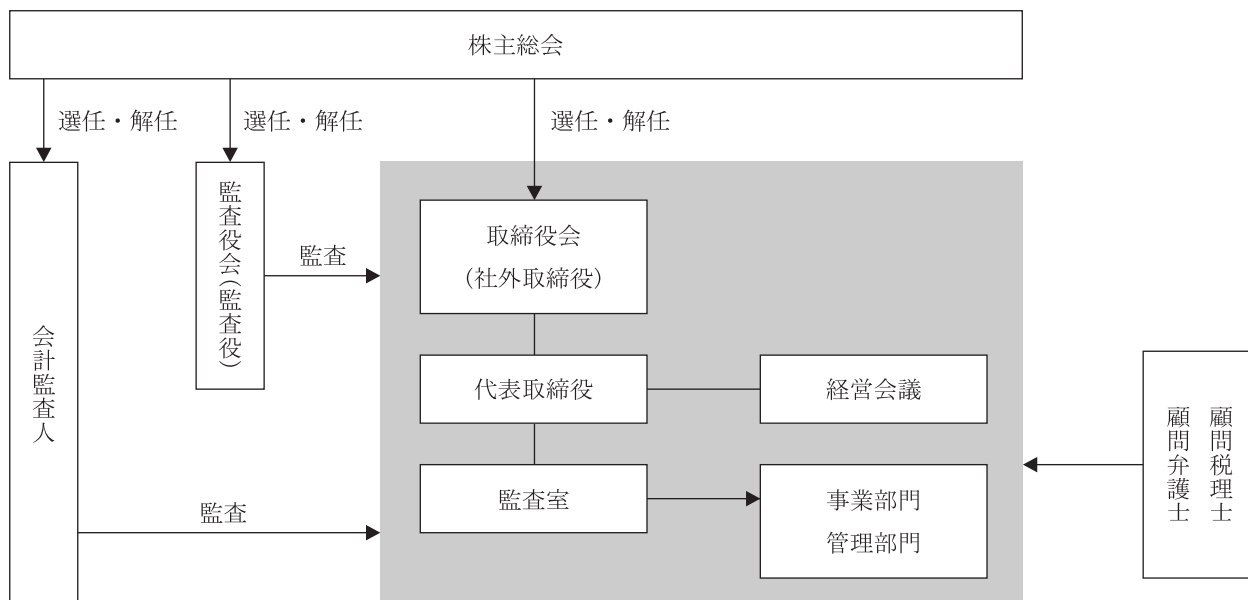 株主総会
選任・解任
選任・解任
選任・解任
監査役会(監査役)
監査
取締役会
(社外取締役)
会計監査人
代表取締役
経営会議
監査室
事業部門
管理部門
監査
顧問税理士
顧問弁護士